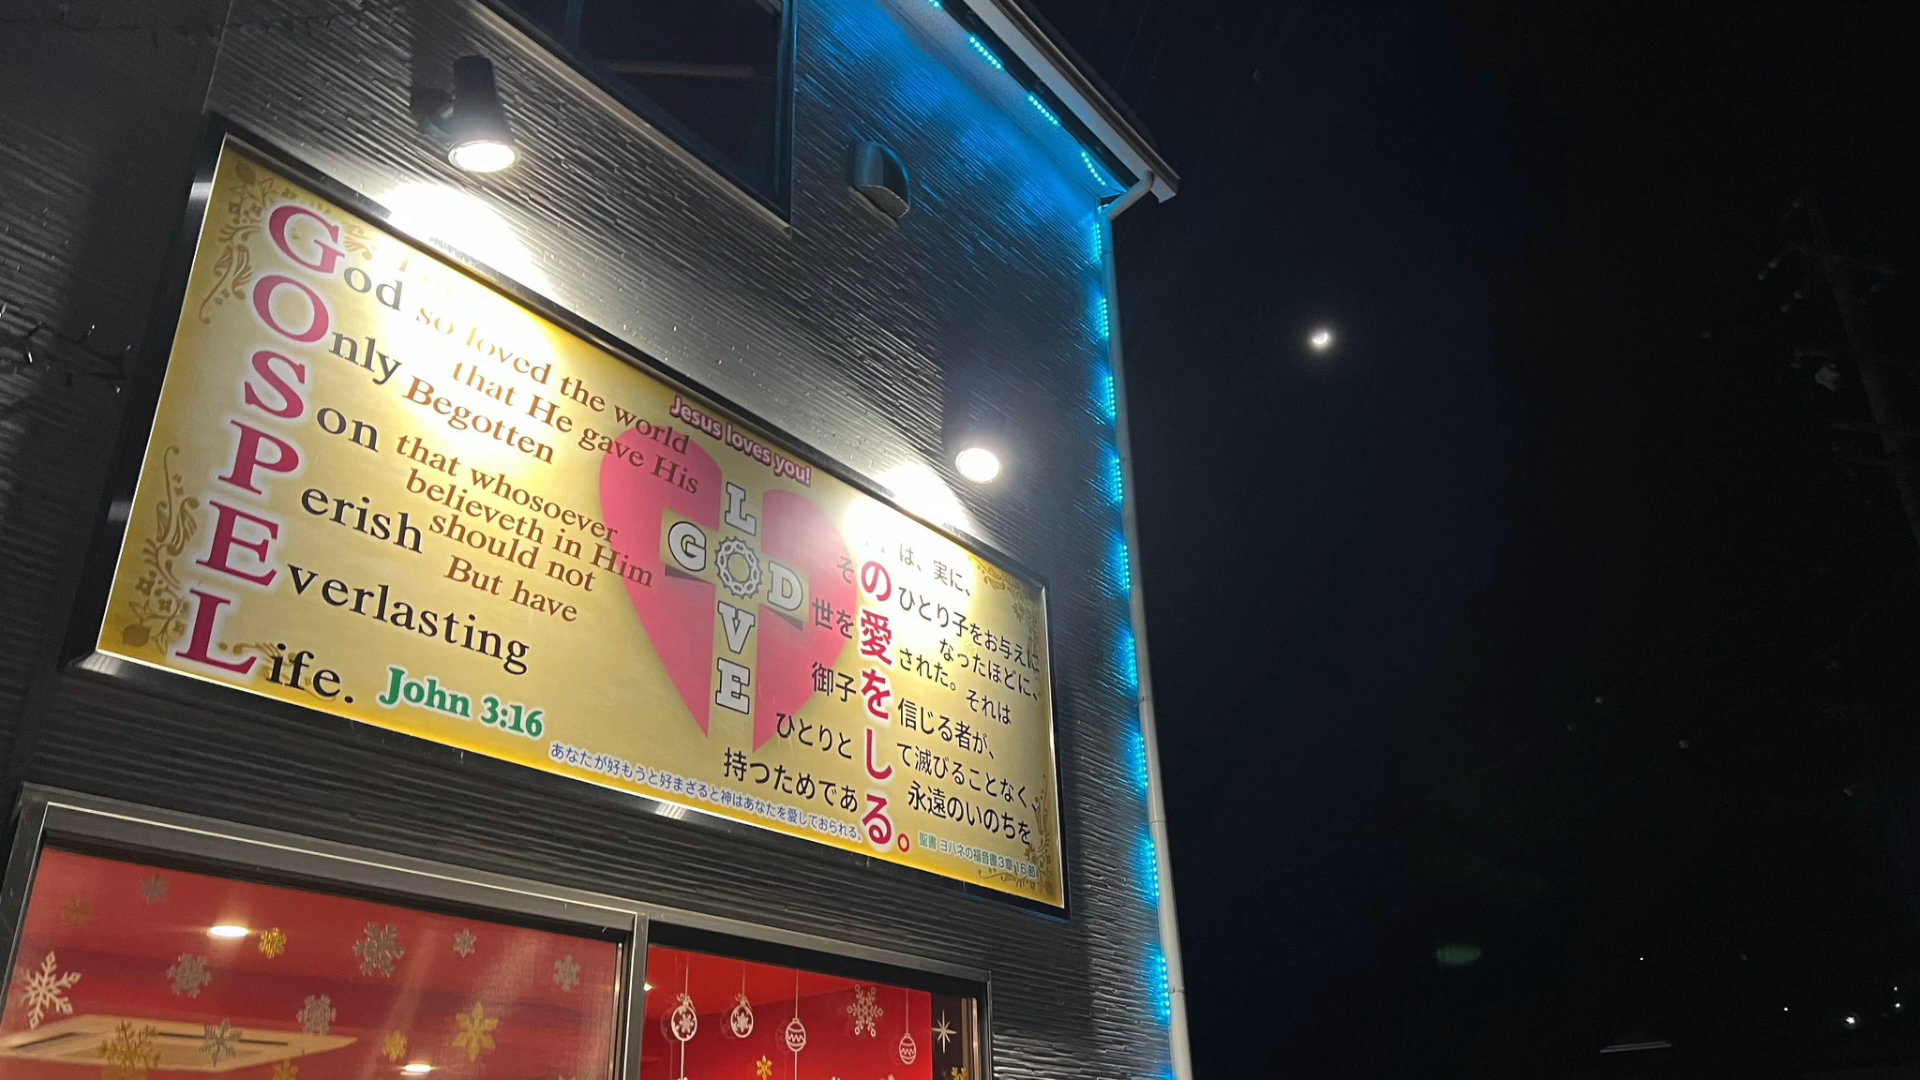 God so loved the world
that He gave His
Only Begotten
Son that whosoever
believeth in Him
Perish should not
But have
Everlasting
Life.
John 3:16
Jesus loves you!
LOVE
GOD
は、実に、
そのひとり子をお与えに
なったほどに、
世を愛された。それは
御子を信じる者が、
ひとりとして滅びることなく、
永遠のいのちを
持つためである。
あなたが好もうと好まざると神はあなたを愛しておられる。
聖書 ヨハネの福音書3章16節